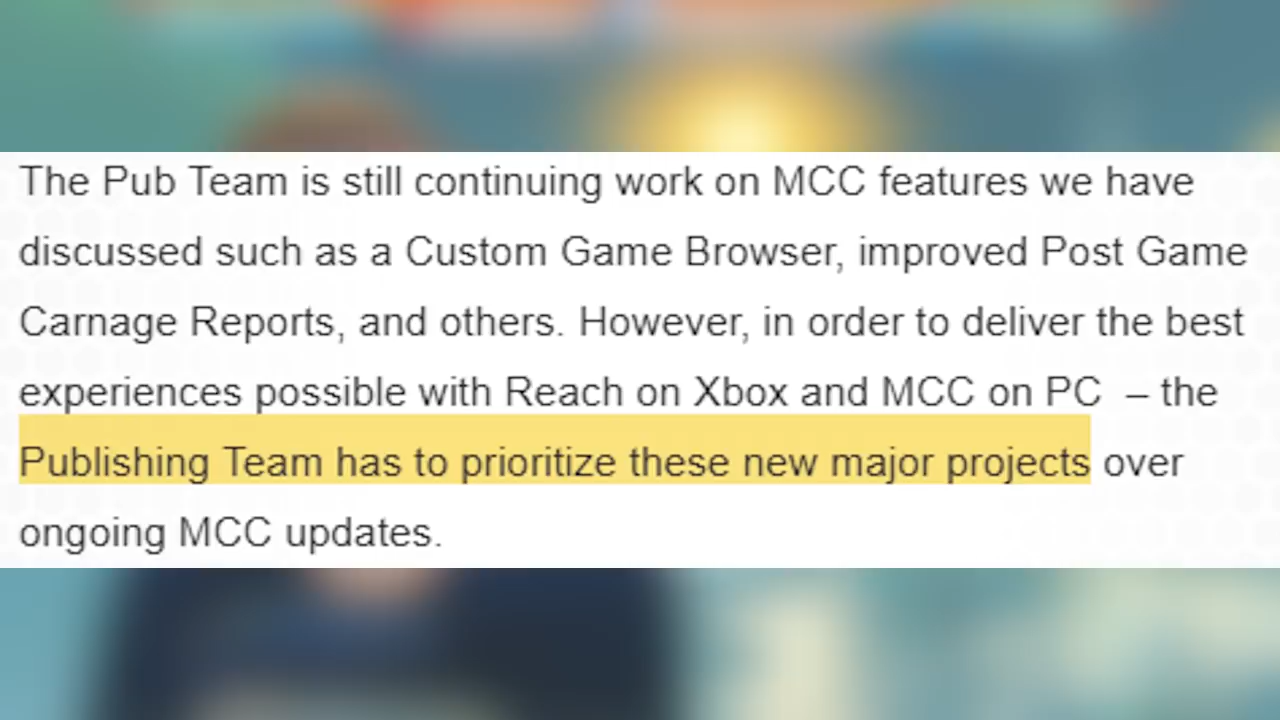 The Pub Team is still continuing work on MCC features we have
discussed such as a Custom Game Browser, improved Post Game
Carnage Reports, and others. However, in order to deliver the best
experiences possible with Reach on Xbox and MCC on PC – the
Publishing Team has to prioritize these new major projects over
ongoing MCC updates.